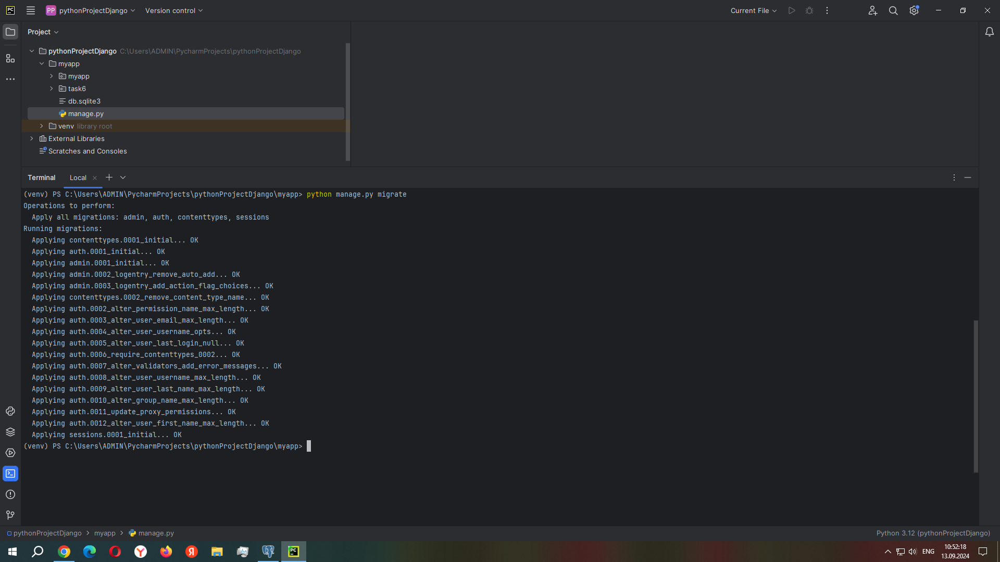 PC PP pythonProjectDjango Version control Current File
Project
pythonProjectDjango C:\Users\ADMIN\PycharmProjects\pythonProjectDjango
myapp
myapp
task6
db.sqlite3
manage.py
venv library root
External Libraries
Scratches and Consoles
Terminal Local
(venv) PS C:\Users\ADMIN\PycharmProjects\pythonProjectDjango\myapp> python manage.py migrate
Operations to perform:
  Apply all migrations: admin, auth, contenttypes, sessions
Running migrations:
  Applying contenttypes.0001_initial... OK
  Applying auth.0001_initial... OK
  Applying admin.0001_initial... OK
  Applying admin.0002_logentry_remove_auto_add... OK
  Applying admin.0003_logentry_add_action_flag_choices... OK
  Applying contenttypes.0002_remove_content_type_name... OK
  Applying auth.0002_alter_permission_name_max_length... OK
  Applying auth.0003_alter_user_email_max_length... OK
  Applying auth.0004_alter_user_username_opts... OK
  Applying auth.0005_alter_user_last_login_null... OK
  Applying auth.0006_require_contenttypes_0002... OK
  Applying auth.0007_alter_validators_add_error_messages... OK
  Applying auth.0008_alter_user_username_max_length... OK
  Applying auth.0009_alter_user_last_name_max_length... OK
  Applying auth.0010_alter_group_name_max_length... OK
  Applying auth.0011_update_proxy_permissions... OK
  Applying auth.0012_alter_user_first_name_max_length... OK
  Applying sessions.0001_initial... OK
(venv) PS C:\Users\ADMIN\PycharmProjects\pythonProjectDjango\myapp>
pythonProjectDjango > myapp > manage.py Python 3.12 (pythonProjectDjango)
Я PC ENG 10:52:18
13.09.2024